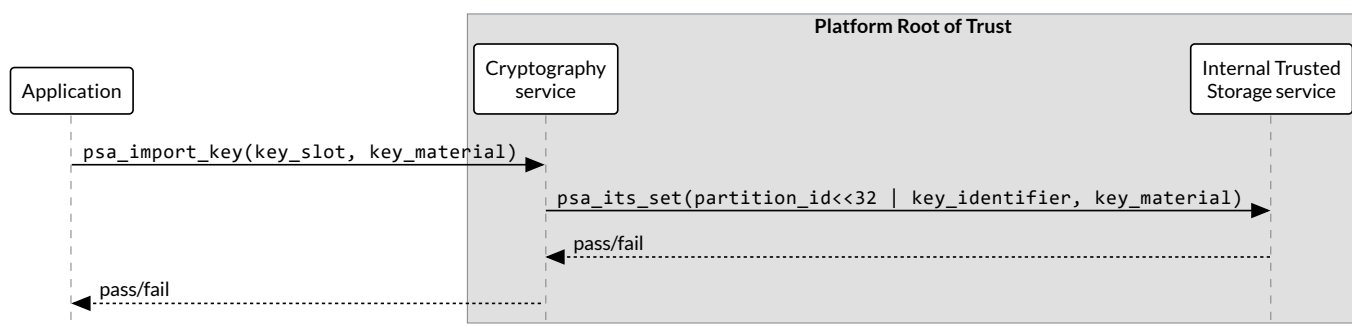 Platform Root of Trust
Application
Cryptography
service
Internal Trusted
Storage service
psa_import_key(key_slot, key_material)
psa_its_set(partition_id<<32 | key_identifier, key_material)
pass/fail
pass/fail